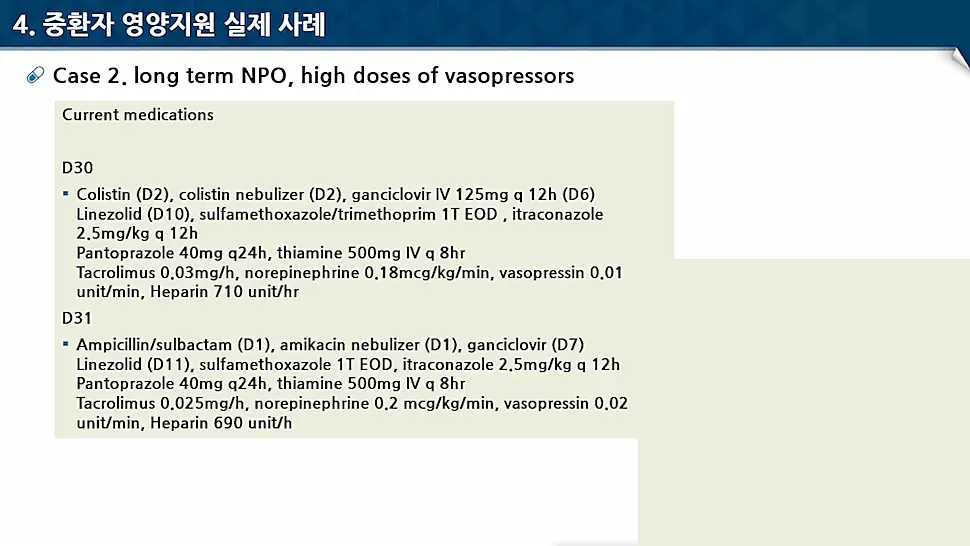 4. 중환자 영양지원 실제 사례
Case 2. long term NPO, high doses of vasopressors
Current medications
D30
▪ Colistin (D2), colistin nebulizer (D2), ganciclovir IV 125mg q 12h (D6)
Linezolid (D10), sulfamethoxazole/trimethoprim 1T EOD , itraconazole
2.5mg/kg q 12h
Pantoprazole 40mg q24h, thiamine 500mg IV q 8hr
Tacrolimus 0.03mg/h, norepinephrine 0.18mcg/kg/min, vasopressin 0.01
unit/min, Heparin 710 unit/hr
D31
▪ Ampicillin/sulbactam (D1), amikacin nebulizer (D1), ganciclovir (D7)
Linezolid (D11), sulfamethoxazole 1T EOD, itraconazole 2.5mg/kg q 12h
Pantoprazole 40mg q24h, thiamine 500mg IV q 8hr
Tacrolimus 0.025mg/h, norepinephrine 0.2 mcg/kg/min, vasopressin 0.02
unit/min, Heparin 690 unit/h